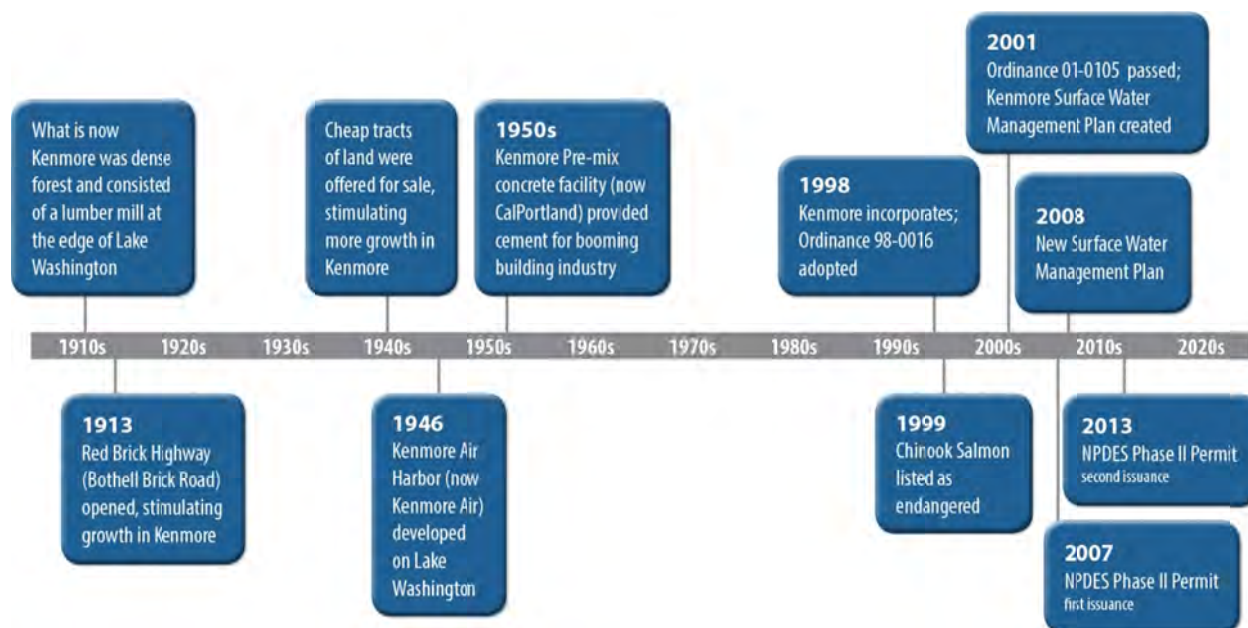 What is now
Kenmore was dense
forest and consisted
of a lumber mill at
the edge of Lake
Washington
Cheap tracts
of land were
offered for sale,
stimulating
more growth in
Kenmore
1950s
Kenmore Pre-mix
concrete facility (now
CalPortland) provided
cement for booming
building industry
1998
Kenmore incorporates;
Ordinance 98-0016
adopted
2001
Ordinance 01-0105 passed;
Kenmore Surface Water
Management Plan created
2008
New Surface Water
Management Plan
1910s 1920s 1930s 1940s 1950s 1960s 1970s 1980s 1990s 2000s 2010s 2020s
1913
Red Brick Highway
(Bothell Brick Road)
opened, stimulating
growth in Kenmore
1946
Kenmore Air
Harbor (now
Kenmore Air)
developed
on Lake
Washington
1999
Chinook Salmon
listed as
endangered
2013
NPDES Phase II Permit
second issuance
2007
NPDES Phase II Permit
first issuance